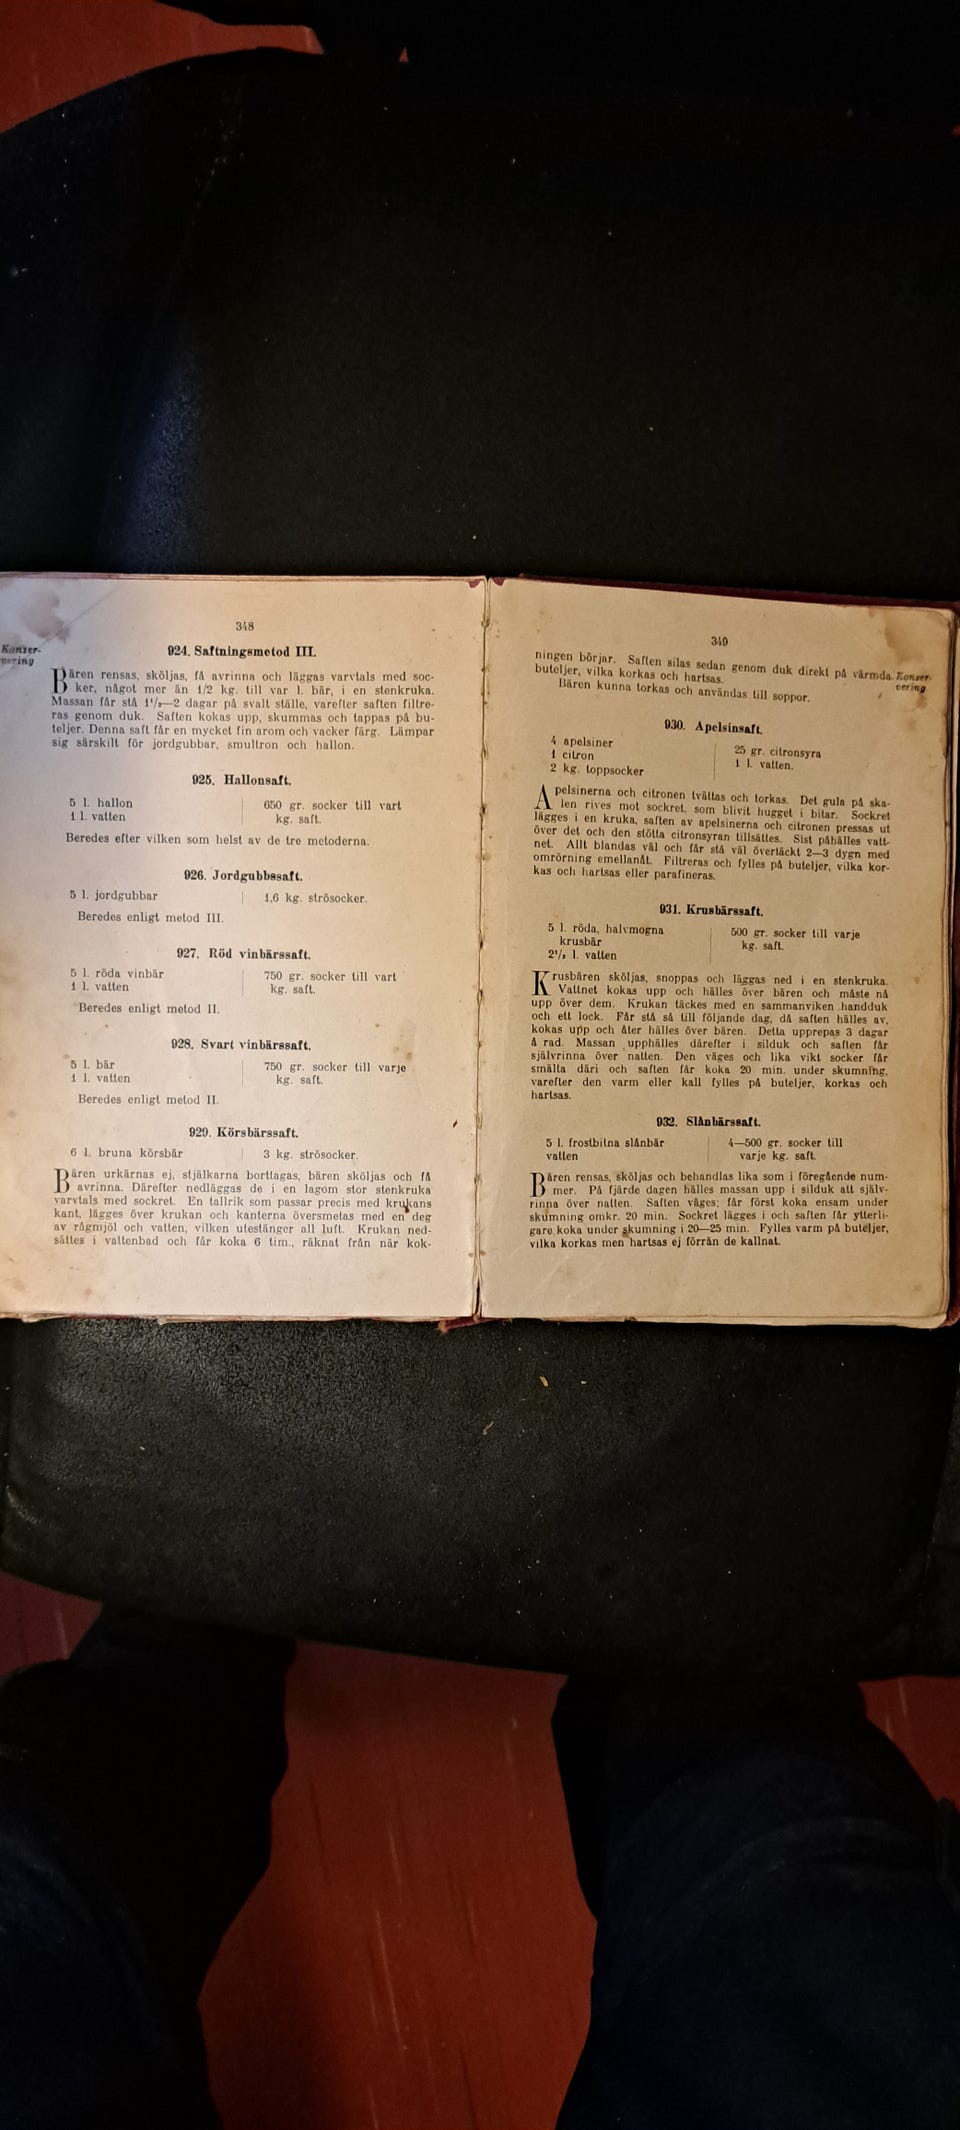 348
Konser-
vering
924. Saftningsmetod III.
Bären rensas, sköljas, få avrinna och läggas varvtals med soc-
ker, något mer än 1/2 kg. till var l. bär, i en stenkruka.
Massan får stå 1¹/₂—2 dagar på svalt ställe, varefter saften filtre-
ras genom duk. Saften kokas upp, skummas och tappas på bu-
teljer. Denna saft får en mycket fin arom och vacker färg. Lämpar
sig särskilt för jordgubbar, smultron och hallon.
925. Hallonsaft.
5 l. hallon
1 l. vatten
650 gr. socker till vart
kg. saft.
Beredes efter vilken som helst av de tre metoderna.
926. Jordgubbssaft.
5 l. jordgubbar
1,6 kg. strösocker.
Beredes enligt metod III.
927. Röd vinbärssaft.
5 l. röda vinbär
1 l. vatten
750 gr. socker till vart
kg. saft.
Beredes enligt metod II.
928. Svart vinbärssaft.
5 l. bär
1 l. vatten
750 gr. socker till varje
kg. saft.
Beredes enligt metod II.
929. Körsbärssaft.
6 l. bruna körsbär
3 kg. strösocker.
Bären urkärnas ej, stjälkarna borttagas, bären sköljas och få
avrinna. Därefter nedläggas de i en lagom stor stenkruka
varvtals med sockret. En tallrik som passar precis med krukans
kant, lägges över krukan och kanterna översmetas med en deg
av rågmjöl och vatten, vilken utestänger all luft. Krukan ned-
sättes i vattenbad och får koka 6 tim., räknat från när kok-
349
ningen börjar. Saften silas sedan genom duk direkt på värmda
buteljer, vilka korkas och hartsas.
Bären kunna torkas och användas till soppor.
Konser-
vering
930. Apelsinsaft.
4 apelsiner
1 citron
2 kg. toppsocker
25 gr. citronsyra
1 l. vatten.
Apelsinerna och citronen tvättas och torkas. Det gula på ska-
len rives mot sockret, som blivit hugget i bitar. Sockret
lägges i en kruka, saften av apelsinerna och citronen pressas ut
över det och den stötta citronsyran tillsättes. Sist påhälles vatt-
net. Allt blandas väl och får stå väl övertäckt 2—3 dygn med
omrörning emellanåt. Filtreras och fylles på buteljer, vilka kor-
kas och hartsas eller parafineras.
931. Krusbärssaft.
5 l. röda, halvmogna
krusbär
2¹/₂ l. vatten
500 gr. socker till varje
kg. saft.
Krusbären sköljas, snoppas och läggas ned i en stenkruka.
Vattnet kokas upp och hälles över bären och måste nå
upp över dem. Krukan täckes med en sammanviken handduk
och ett lock. Får stå så till följande dag, då saften hälles av,
kokas upp och åter hälles över bären. Detta upprepas 3 dagar
å rad. Massan upphälles därefter i silduk och saften får
självrinna över natten. Den väges och lika vikt socker får
smälta däri och saften får koka 20 min. under skumning,
varefter den varm eller kall fylles på buteljer, korkas och
hartsas.
932. Slånbärssaft.
5 l. frostbitna slånbär
vatten
4—500 gr. socker till
varje kg. saft.
Bären rensas, sköljas och behandlas lika som i föregående num-
mer. På fjärde dagen hälles massan upp i silduk att själv-
rinna över natten. Saften väges; får först koka ensam under
skumning omkr. 20 min. Sockret lägges i och saften får ytterli-
gare koka under skumning i 20—25 min. Fylles varm på buteljer,
vilka korkas men hartsas ej förrän de kallnat.